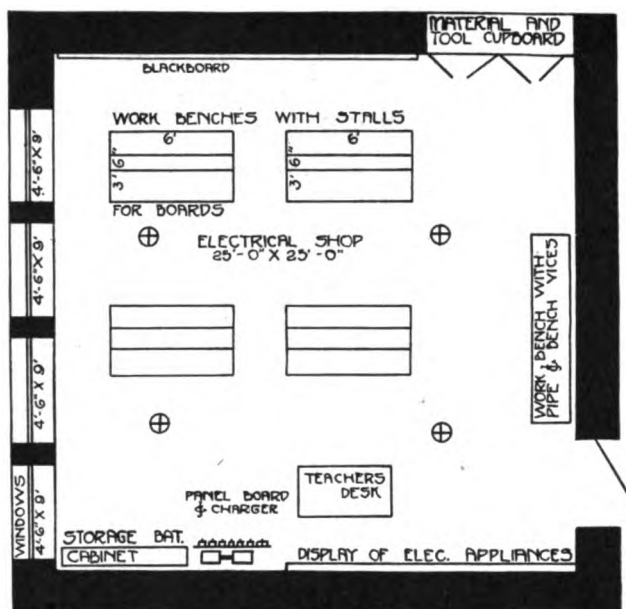 MATERIAL AND
TOOL CUPBOARD
BLACKBOARD
WORK BENCHES WITH STALLS
6'
6'
3' 6"
3' 6"
FOR BOARDS
4'-6" X 9'
4'-6" X 9'
4'-6" X 9'
4'-6" X 9'
WINDOWS
ELECTRICAL SHOP
25'-0" X 25'-0"
WORK BENCH WITH
PIPE & BENCH VICES
TEACHERS
DESK
PANEL BOARD
& CHARGER
STORAGE BAT.
CABINET
DISPLAY OF ELEC. APPLIANCES